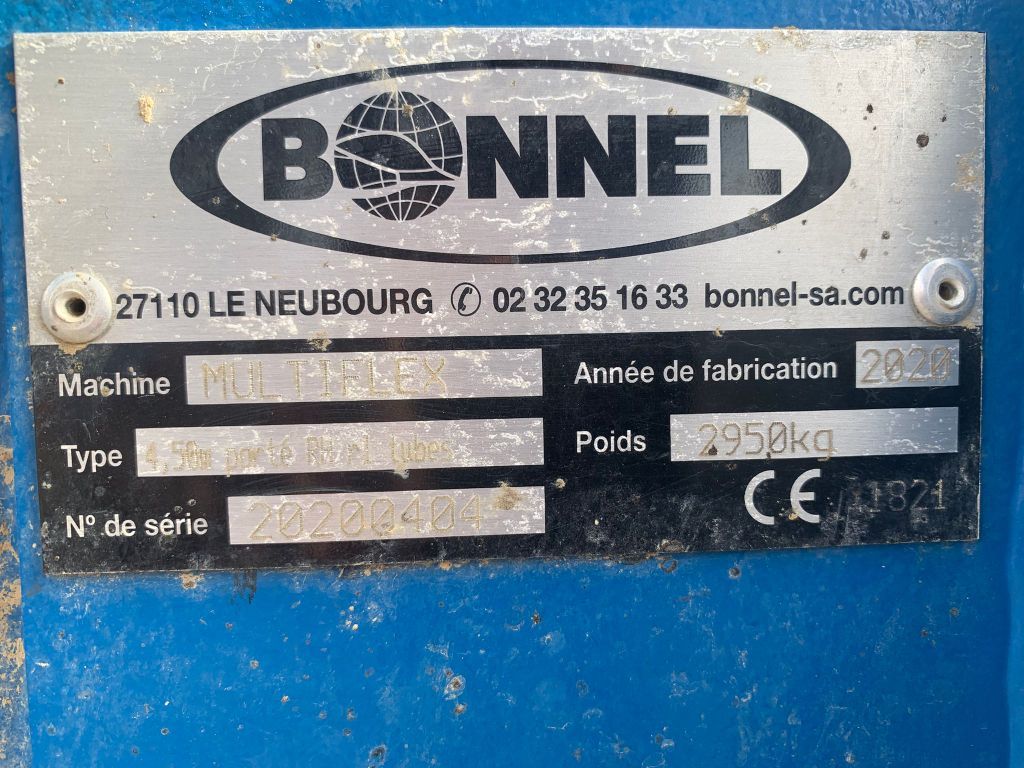 BONNEL
27110 LE NEUBOURG ✆ 02 32 35 16 33 bonnel-sa.com
Machine MULTIFLEX Année de fabrication 2020
Type 4,50m porté tubes Poids 2950kg
Nº de série 20200404 CE 11821